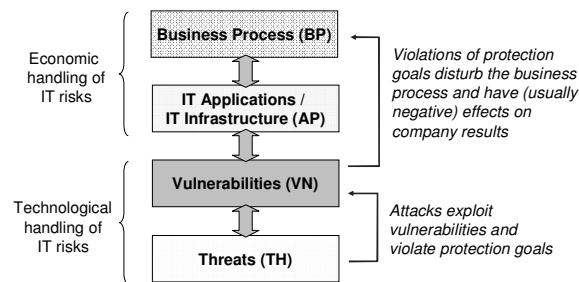 Economic
handling of
IT risks
Business Process (BP)
IT Applications /
IT Infrastructure (AP)
Violations of protection
goals disturb the business
process and have (usually
negative) effects on
company results
Technological
handling of
IT risks
Vulnerabilities (VN)
Threats (TH)
Attacks exploit
vulnerabilities and
violate protection goals